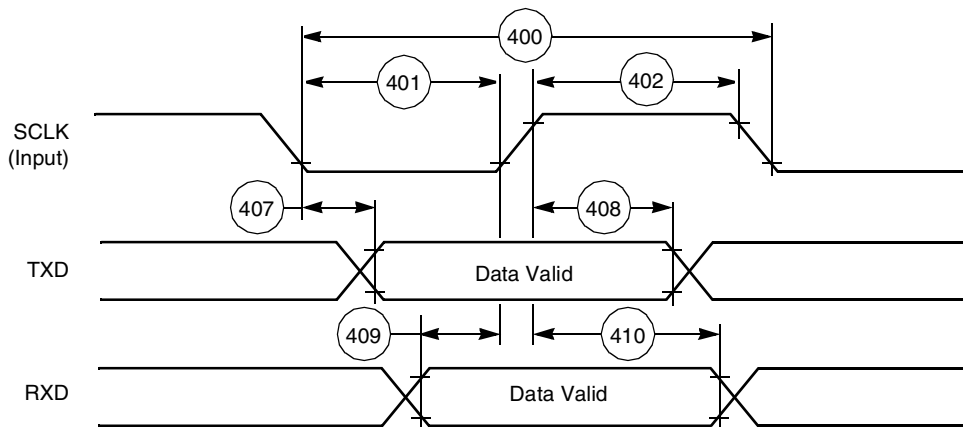 400
401
402
SCLK
(Input)
407
408
TXD
Data Valid
409
410
RXD
Data Valid